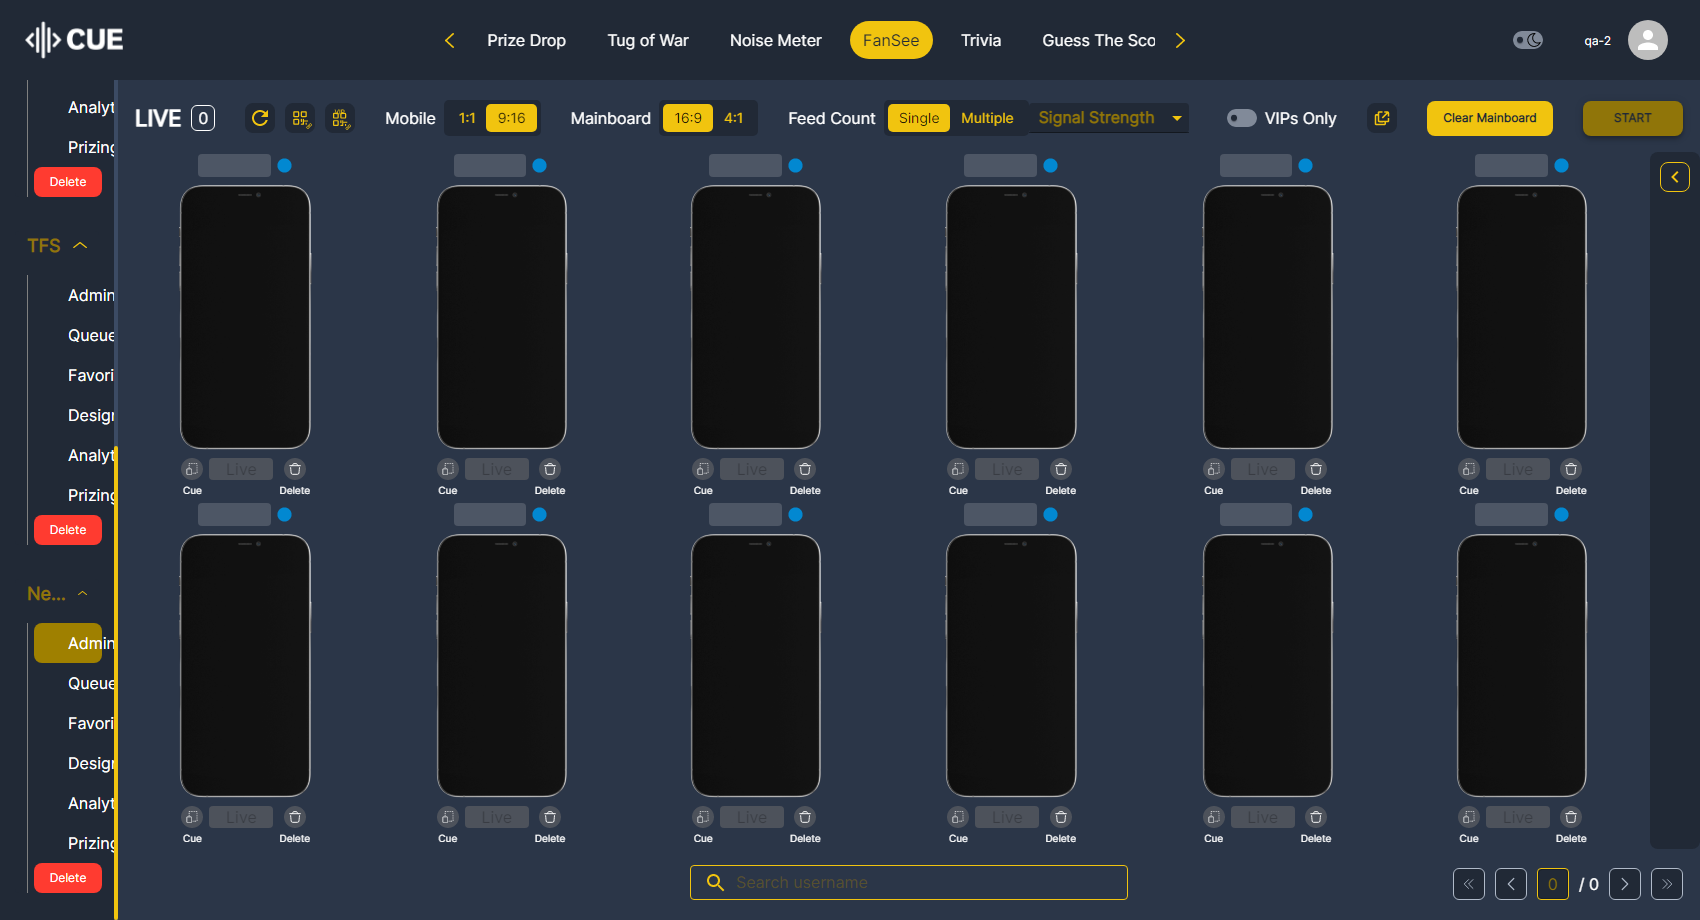 CUE
Prize Drop
Tug of War
Noise Meter
FanSee
Trivia
Guess The Sco
qa-2
LIVE 0
Mobile 1:1 9:16
Mainboard 16:9 4:1
Feed Count Single Multiple
Signal Strength
VIPs Only
Clear Mainboard
START
Analyt
Prizing
Delete
TFS
Admin
Queue
Favori
Design
Analyt
Prizing
Delete
Ne...
Admin
Queue
Favori
Design
Analyt
Prizing
Delete
Live Live Live Live Live Live
Cue Delete Cue Delete Cue Delete Cue Delete Cue Delete Cue Delete
Live Live Live Live Live Live
Cue Delete Cue Delete Cue Delete Cue Delete Cue Delete Cue Delete
Search username
0 / 0